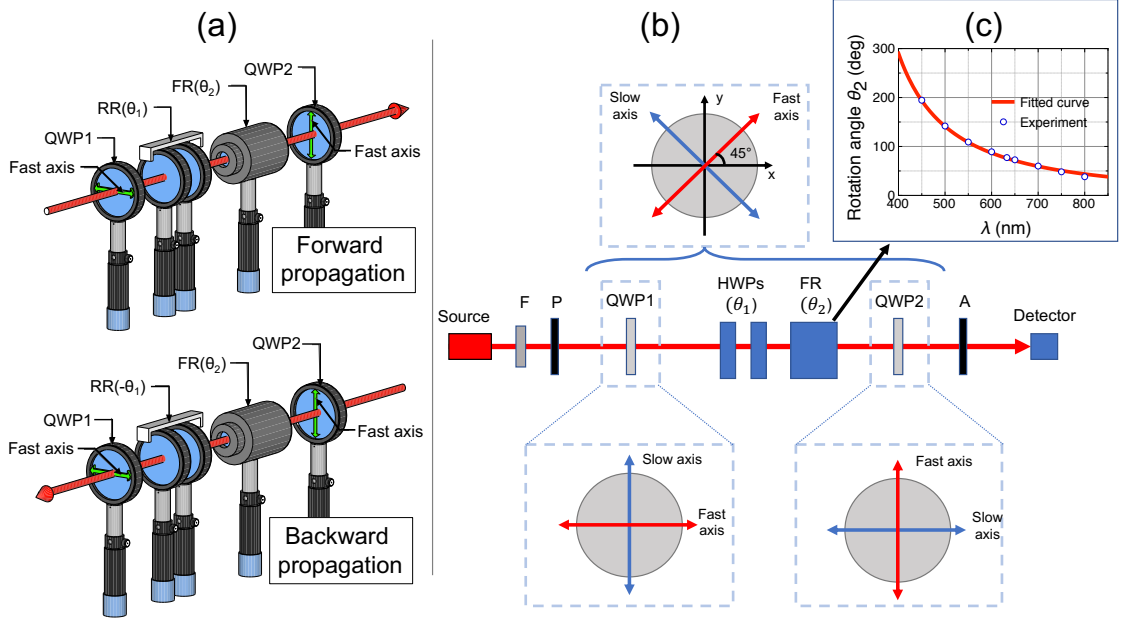 (a)
QWP2
FR(θ₂)
RR(θ₁)
QWP1
Fast axis
Fast axis
Forward
propagation
QWP2
FR(θ₂)
RR(-θ₁)
QWP1
Fast axis
Fast axis
Backward
propagation
(b)
y
Slow
axis
Fast
axis
45°
x
Source
F
P
QWP1
HWPs
(θ₁)
FR
(θ₂)
QWP2
A
Detector
Slow axis
Fast
axis
Fast axis
Slow
axis
(c)
Rotation angle θ₂ (deg)
300
200
100
0
Fitted curve
Experiment
400 500 600 700 800
λ (nm)